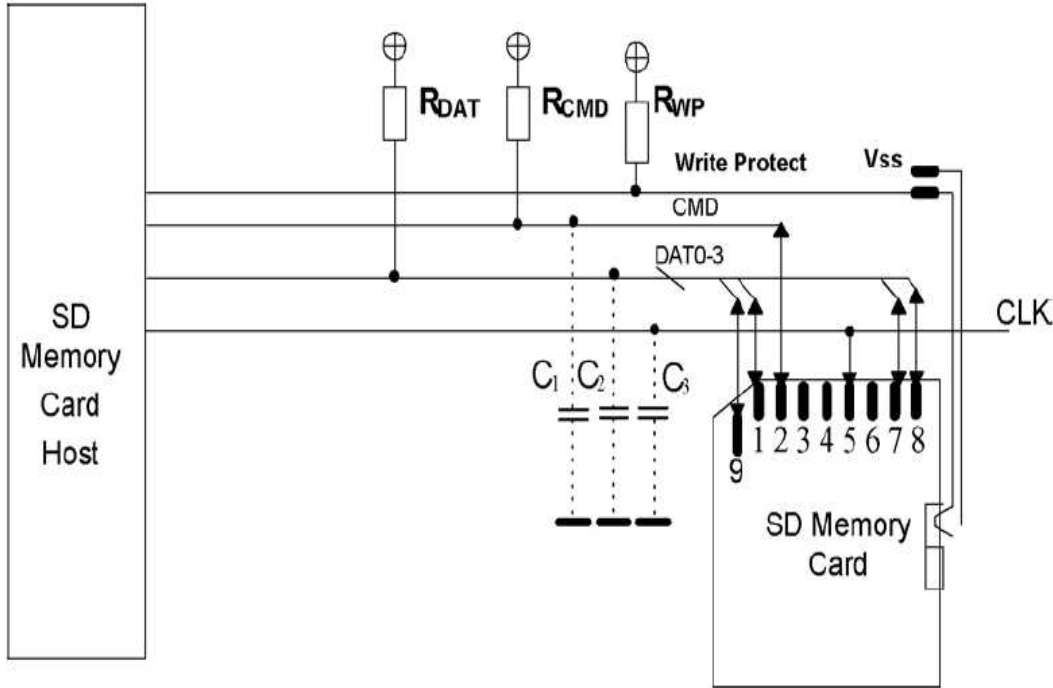 RDAT
RCMD
RWP
Write Protect
Vss
CMD
DAT0-3
CLK
SD
Memory
Card
Host
C1
C2
C3
1 2 3 4 5 6 7 8
9
SD Memory
Card